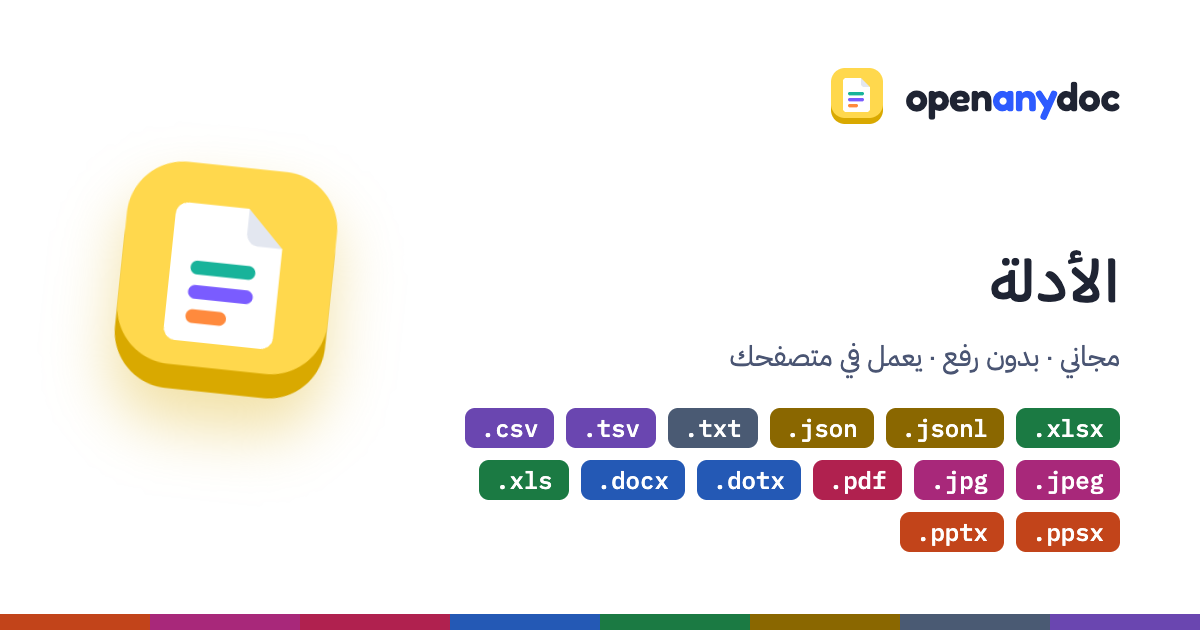 openanydoc
الأدلة
مجاني · بدون رفع · يعمل في متصفحك
.csv .tsv .txt .json .jsonl .xlsx
.xls .docx .dotx .pdf .jpg .jpeg
.pptx .ppsx